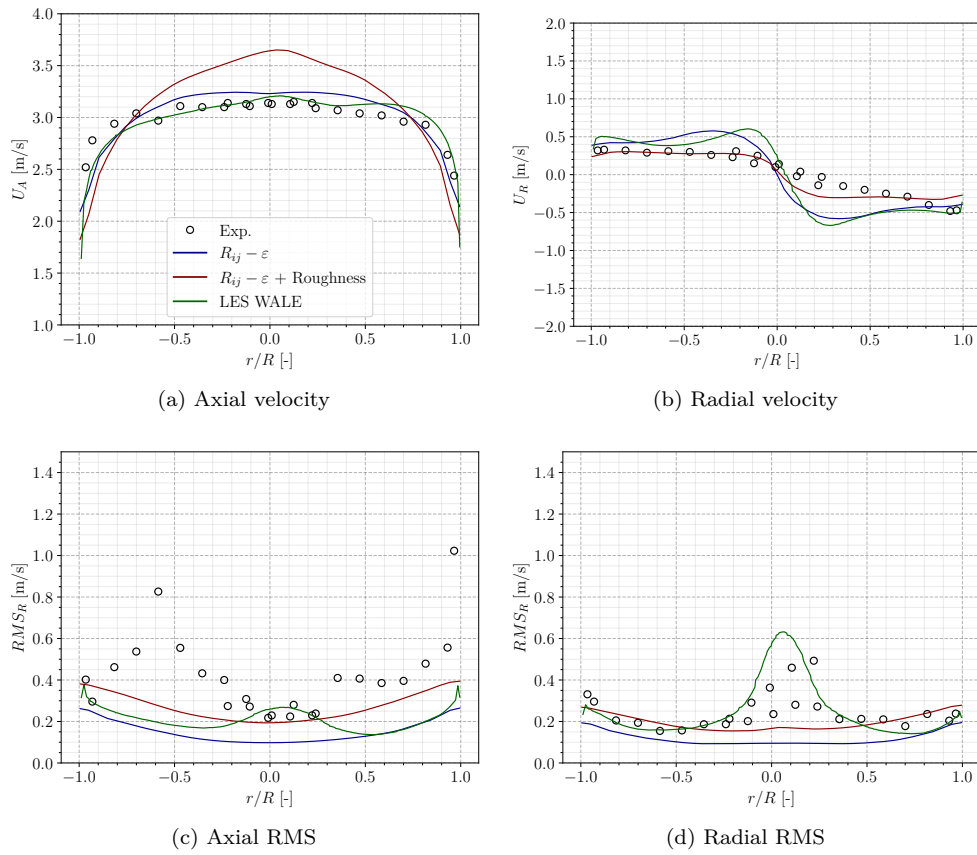 4.0
3.5
3.0
2.5
2.0
1.5
1.0
U_A [m/s]
Exp.
R_{ij} − ε
R_{ij} − ε + Roughness
LES WALE
−1.0 −0.5 0.0 0.5 1.0
r/R [-]
(a) Axial velocity
2.0
1.5
1.0
0.5
0.0
−0.5
−1.0
−1.5
−2.0
U_R [m/s]
−1.0 −0.5 0.0 0.5 1.0
r/R [-]
(b) Radial velocity
1.4
1.2
1.0
0.8
0.6
0.4
0.2
0.0
RMS_R [m/s]
−1.0 −0.5 0.0 0.5 1.0
r/R [-]
(c) Axial RMS
1.4
1.2
1.0
0.8
0.6
0.4
0.2
0.0
RMS_R [m/s]
−1.0 −0.5 0.0 0.5 1.0
r/R [-]
(d) Radial RMS